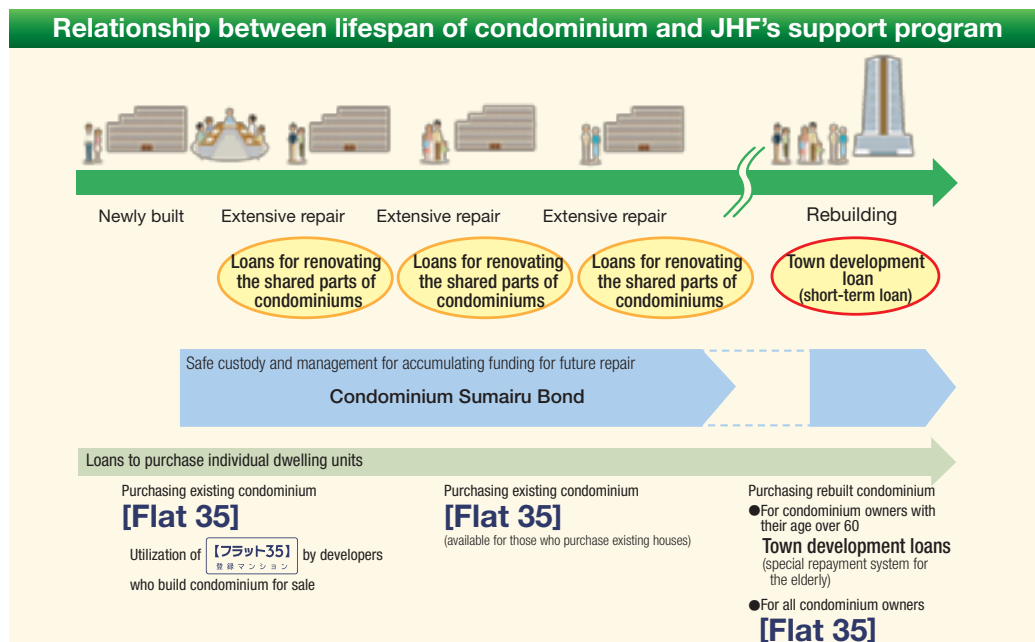 Relationship between lifespan of condominium and JHF's support program
Newly built
Extensive repair
Extensive repair
Extensive repair
Rebuilding
Loans for renovating
the shared parts of
condominiums
Loans for renovating
the shared parts of
condominiums
Loans for renovating
the shared parts of
condominiums
Town development
loan
(short-term loan)
Safe custody and management for accumulating funding for future repair
Condominium Sumairu Bond
Loans to purchase individual dwelling units
Purchasing existing condominium
[Flat 35]
Utilization of 【フラット35】 by developers
登録マンション
who build condominium for sale
Purchasing existing condominium
[Flat 35]
(available for those who purchase existing houses)
Purchasing rebuilt condominium
●For condominium owners with
their age over 60
Town development loans
(special repayment system for
the elderly)
●For all condominium owners
[Flat 35]